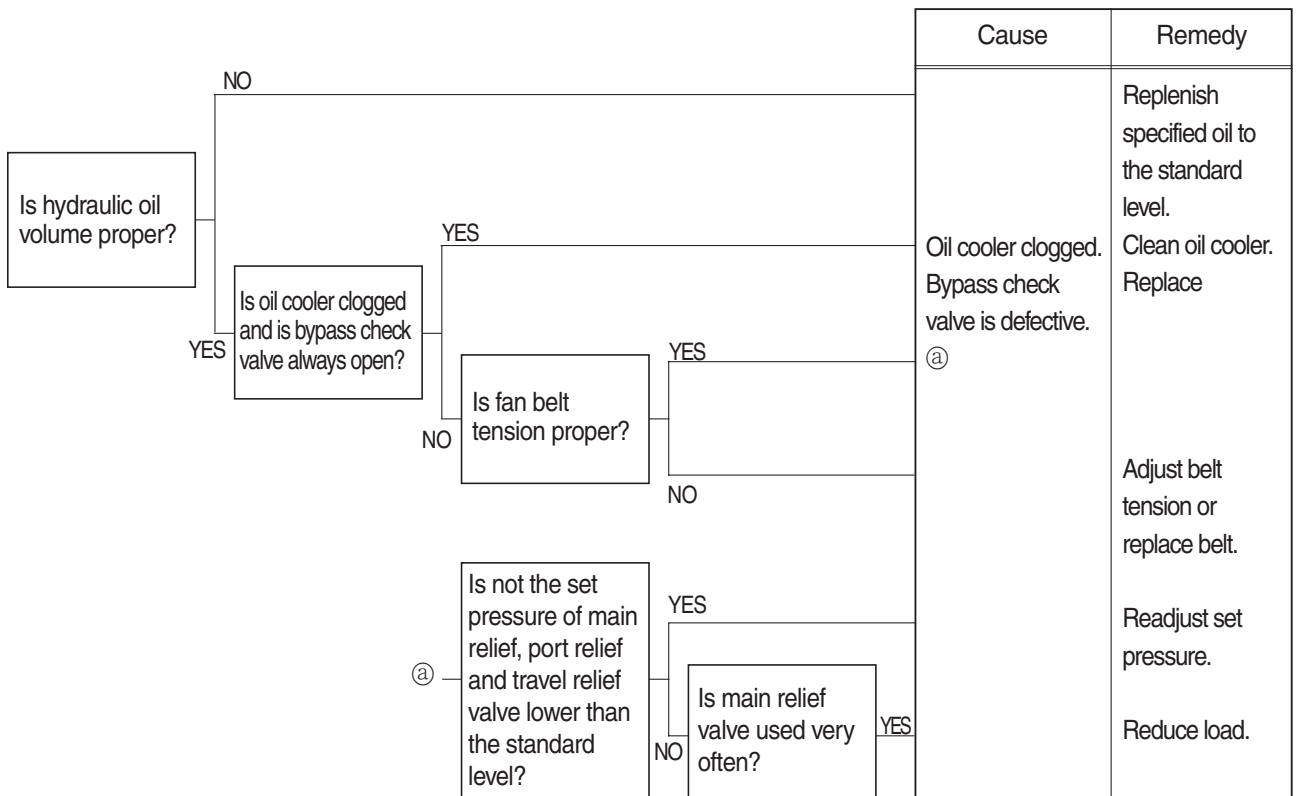 Cause
Remedy
NO
Replenish
specified oil to
the standard
level.
Is hydraulic oil
volume proper?
YES
Oil cooler clogged.
Clean oil cooler.
Bypass check
Replace
valve is defective.
Is oil cooler clogged
and is bypass check
valve always open?
YES
YES
ⓐ
Is fan belt
tension proper?
NO
NO
Adjust belt
tension or
replace belt.
ⓐ
Is not the set
pressure of main
relief, port relief
and travel relief
valve lower than
the standard
level?
YES
Readjust set
pressure.
NO
Is main relief
valve used very
often?
YES
Reduce load.